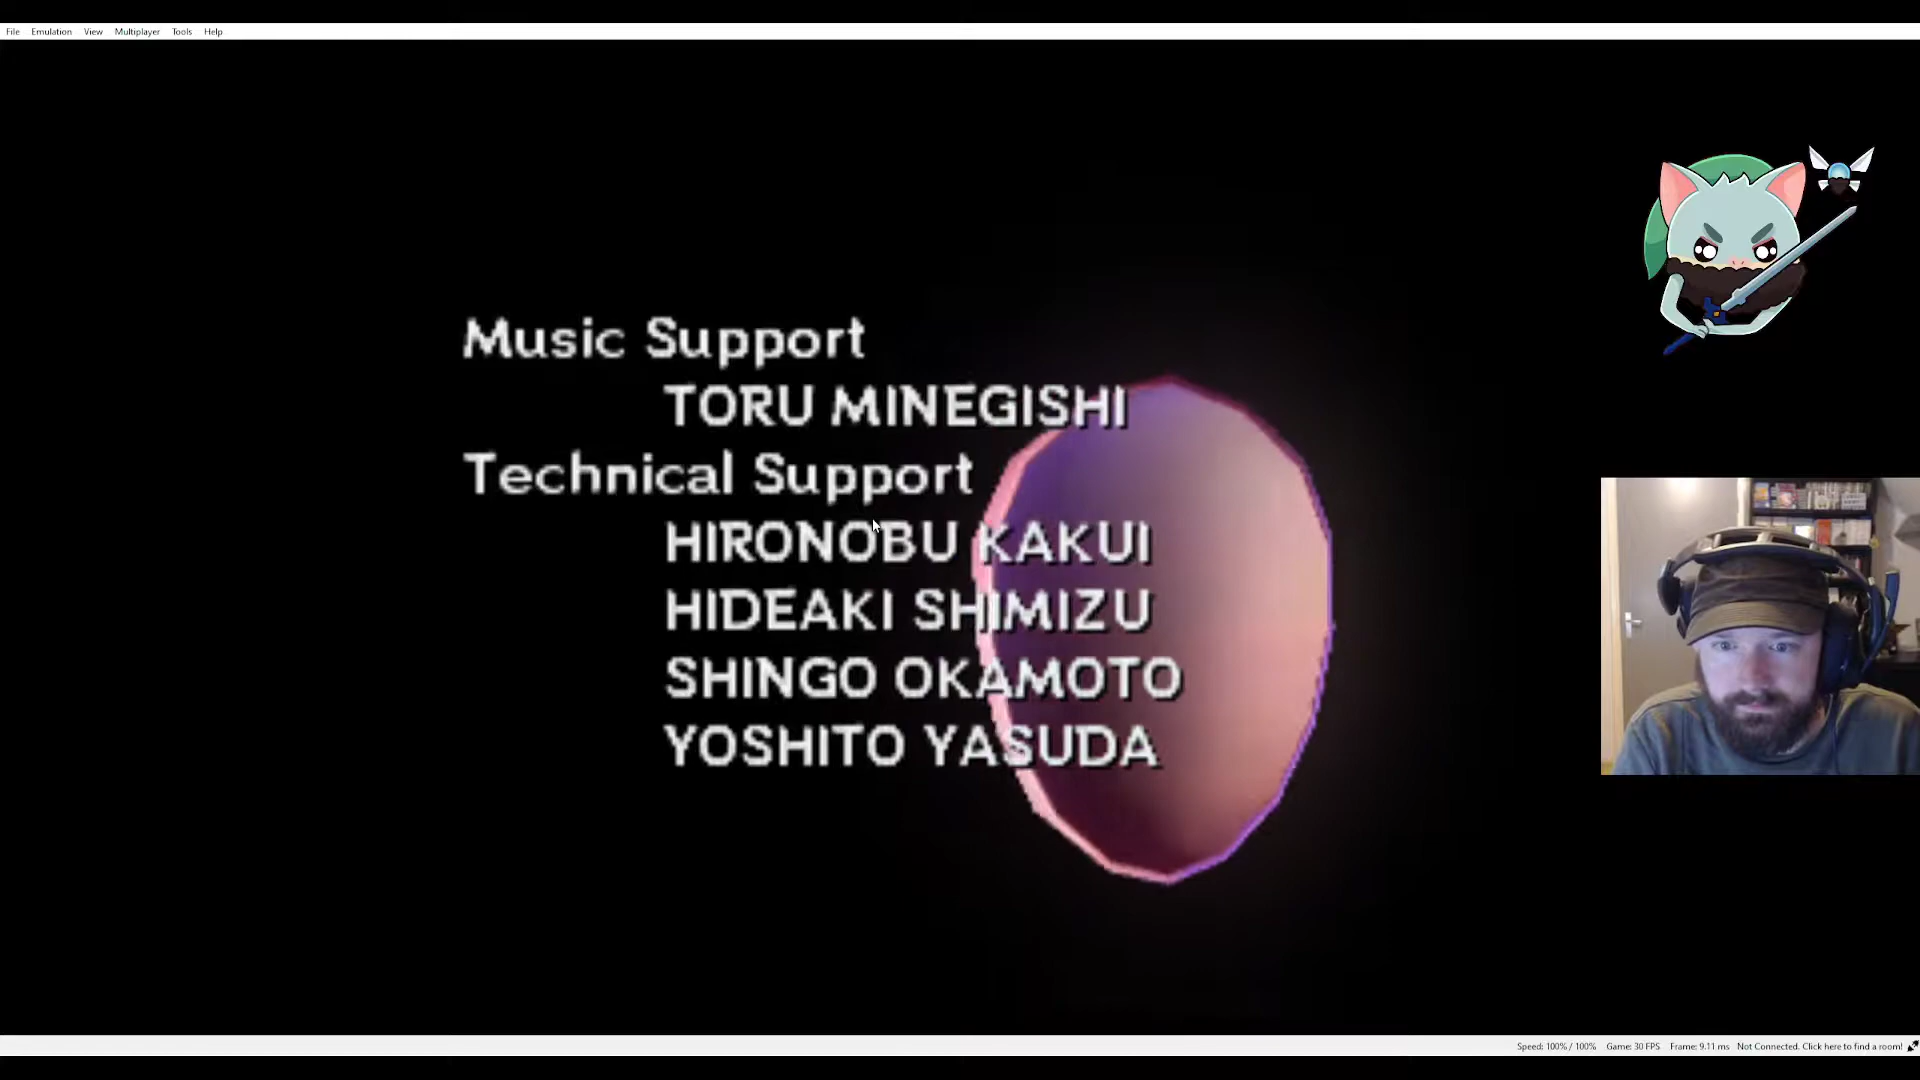 File Emulation View Multiplayer Tools Help
Music Support
TORU MINEGISHI
Technical Support
HIRONOBU KAKUI
HIDEAKI SHIMIZU
SHINGO OKAMOTO
YOSHITO YASUDA
Speed: 100% / 100% Game: 30 FPS Frame: 9.11 ms Not Connected. Click here to find a room!